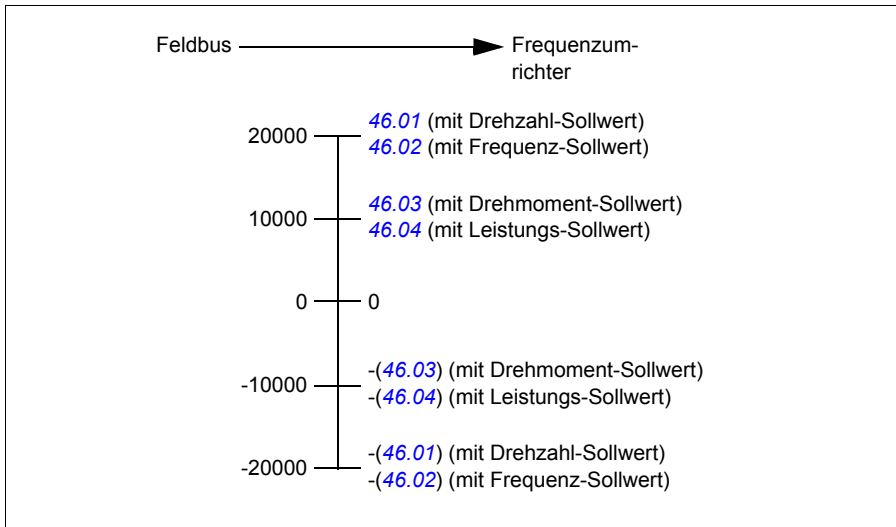 Feldbus
Frequenzum-
richter
20000
46.01 (mit Drehzahl-Sollwert)
46.02 (mit Frequenz-Sollwert)
10000
46.03 (mit Drehmoment-Sollwert)
46.04 (mit Leistungs-Sollwert)
0
0
-10000
-(46.03) (mit Drehmoment-Sollwert)
-(46.04) (mit Leistungs-Sollwert)
-20000
-(46.01) (mit Drehzahl-Sollwert)
-(46.02) (mit Frequenz-Sollwert)